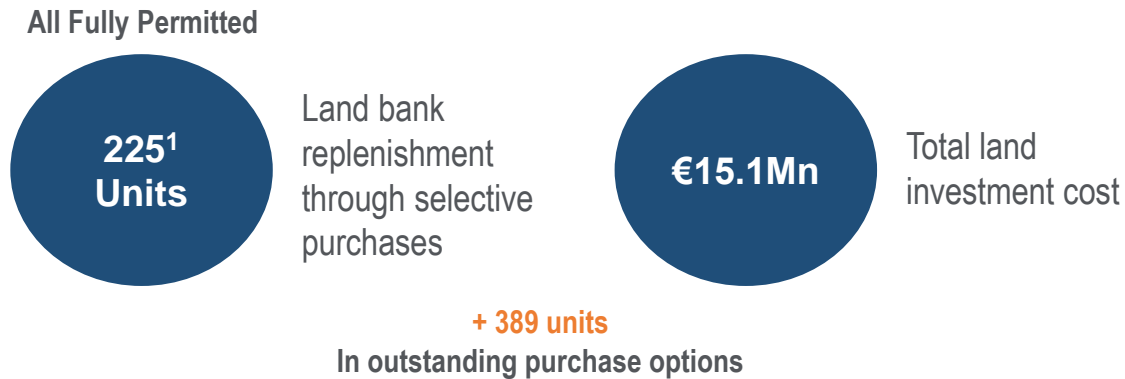 All Fully Permitted
225¹
Units
Land bank
replenishment
through selective
purchases
€15.1Mn
Total land
investment cost
+ 389 units
In outstanding purchase options